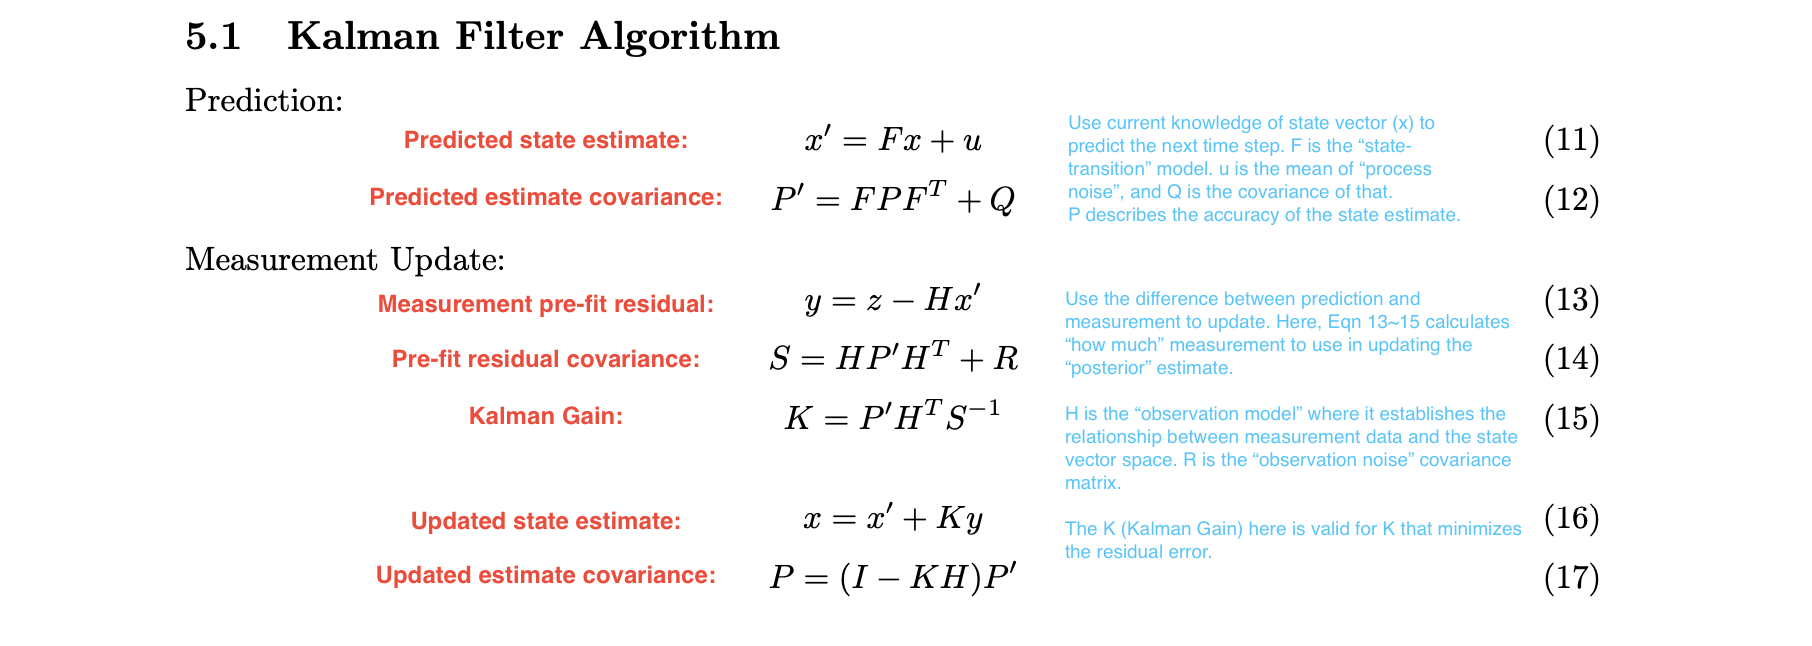 5.1 Kalman Filter Algorithm
Prediction:
Predicted state estimate: x′ = Fx + u (11)
Predicted estimate covariance: P′ = FPFᵀ + Q (12)
Use current knowledge of state vector (x) to
predict the next time step. F is the “state-
transition” model. u is the mean of “process
noise”, and Q is the covariance of that.
P describes the accuracy of the state estimate.
Measurement Update:
Measurement pre-fit residual: y = z − Hx′ (13)
Pre-fit residual covariance: S = HP′Hᵀ + R (14)
Kalman Gain: K = P′HᵀS⁻¹ (15)
Use the difference between prediction and
measurement to update. Here, Eqn 13~15 calculates
“how much” measurement to use in updating the
“posterior” estimate.
H is the “observation model” where it establishes the
relationship between measurement data and the state
vector space. R is the “observation noise” covariance
matrix.
Updated state estimate: x = x′ + Ky (16)
Updated estimate covariance: P = (I − KH)P′ (17)
The K (Kalman Gain) here is valid for K that minimizes
the residual error.